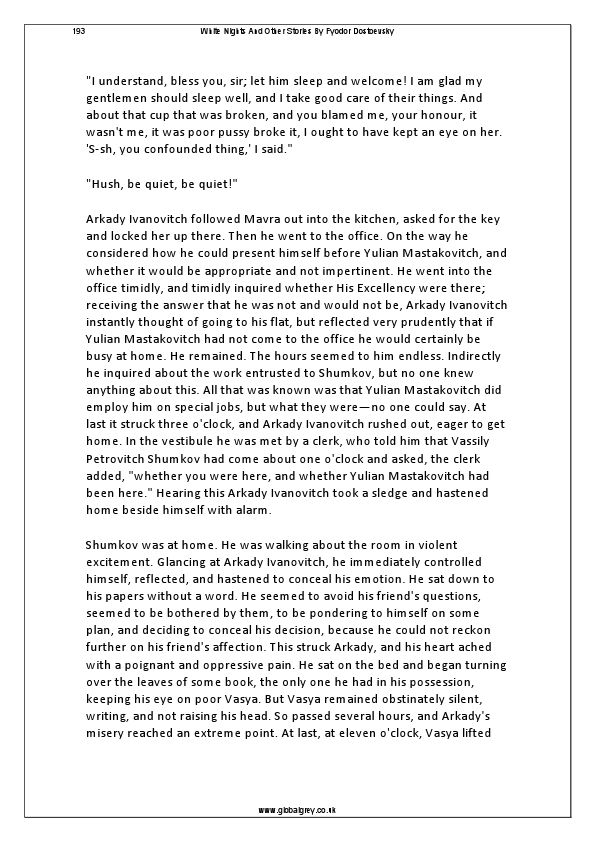 193 White Nights And Other Stories By Fyodor Dostoevsky
"I understand, bless you, sir; let him sleep and welcome! I am glad my
gentlemen should sleep well, and I take good care of their things. And
about that cup that was broken, and you blamed me, your honour, it
wasn't me, it was poor pussy broke it, I ought to have kept an eye on her.
'S-sh, you confounded thing,' I said."
"Hush, be quiet, be quiet!"
Arkady Ivanovitch followed Mavra out into the kitchen, asked for the key
and locked her up there. Then he went to the office. On the way he
considered how he could present himself before Yulian Mastakovitch, and
whether it would be appropriate and not impertinent. He went into the
office timidly, and timidly inquired whether His Excellency were there;
receiving the answer that he was not and would not be, Arkady Ivanovitch
instantly thought of going to his flat, but reflected very prudently that if
Yulian Mastakovitch had not come to the office he would certainly be
busy at home. He remained. The hours seemed to him endless. Indirectly
he inquired about the work entrusted to Shumkov, but no one knew
anything about this. All that was known was that Yulian Mastakovitch did
employ him on special jobs, but what they were—no one could say. At
last it struck three o'clock, and Arkady Ivanovitch rushed out, eager to get
home. In the vestibule he was met by a clerk, who told him that Vassily
Petrovitch Shumkov had come about one o'clock and asked, the clerk
added, "whether you were here, and whether Yulian Mastakovitch had
been here." Hearing this Arkady Ivanovitch took a sledge and hastened
home beside himself with alarm.
Shumkov was at home. He was walking about the room in violent
excitement. Glancing at Arkady Ivanovitch, he immediately controlled
himself, reflected, and hastened to conceal his emotion. He sat down to
his papers without a word. He seemed to avoid his friend's questions,
seemed to be bothered by them, to be pondering to himself on some
plan, and deciding to conceal his decision, because he could not reckon
further on his friend's affection. This struck Arkady, and his heart ached
with a poignant and oppressive pain. He sat on the bed and began turning
over the leaves of some book, the only one he had in his possession,
keeping his eye on poor Vasya. But Vasya remained obstinately silent,
writing, and not raising his head. So passed several hours, and Arkady's
misery reached an extreme point. At last, at eleven o'clock, Vasya lifted
www.globalgrey.co.uk